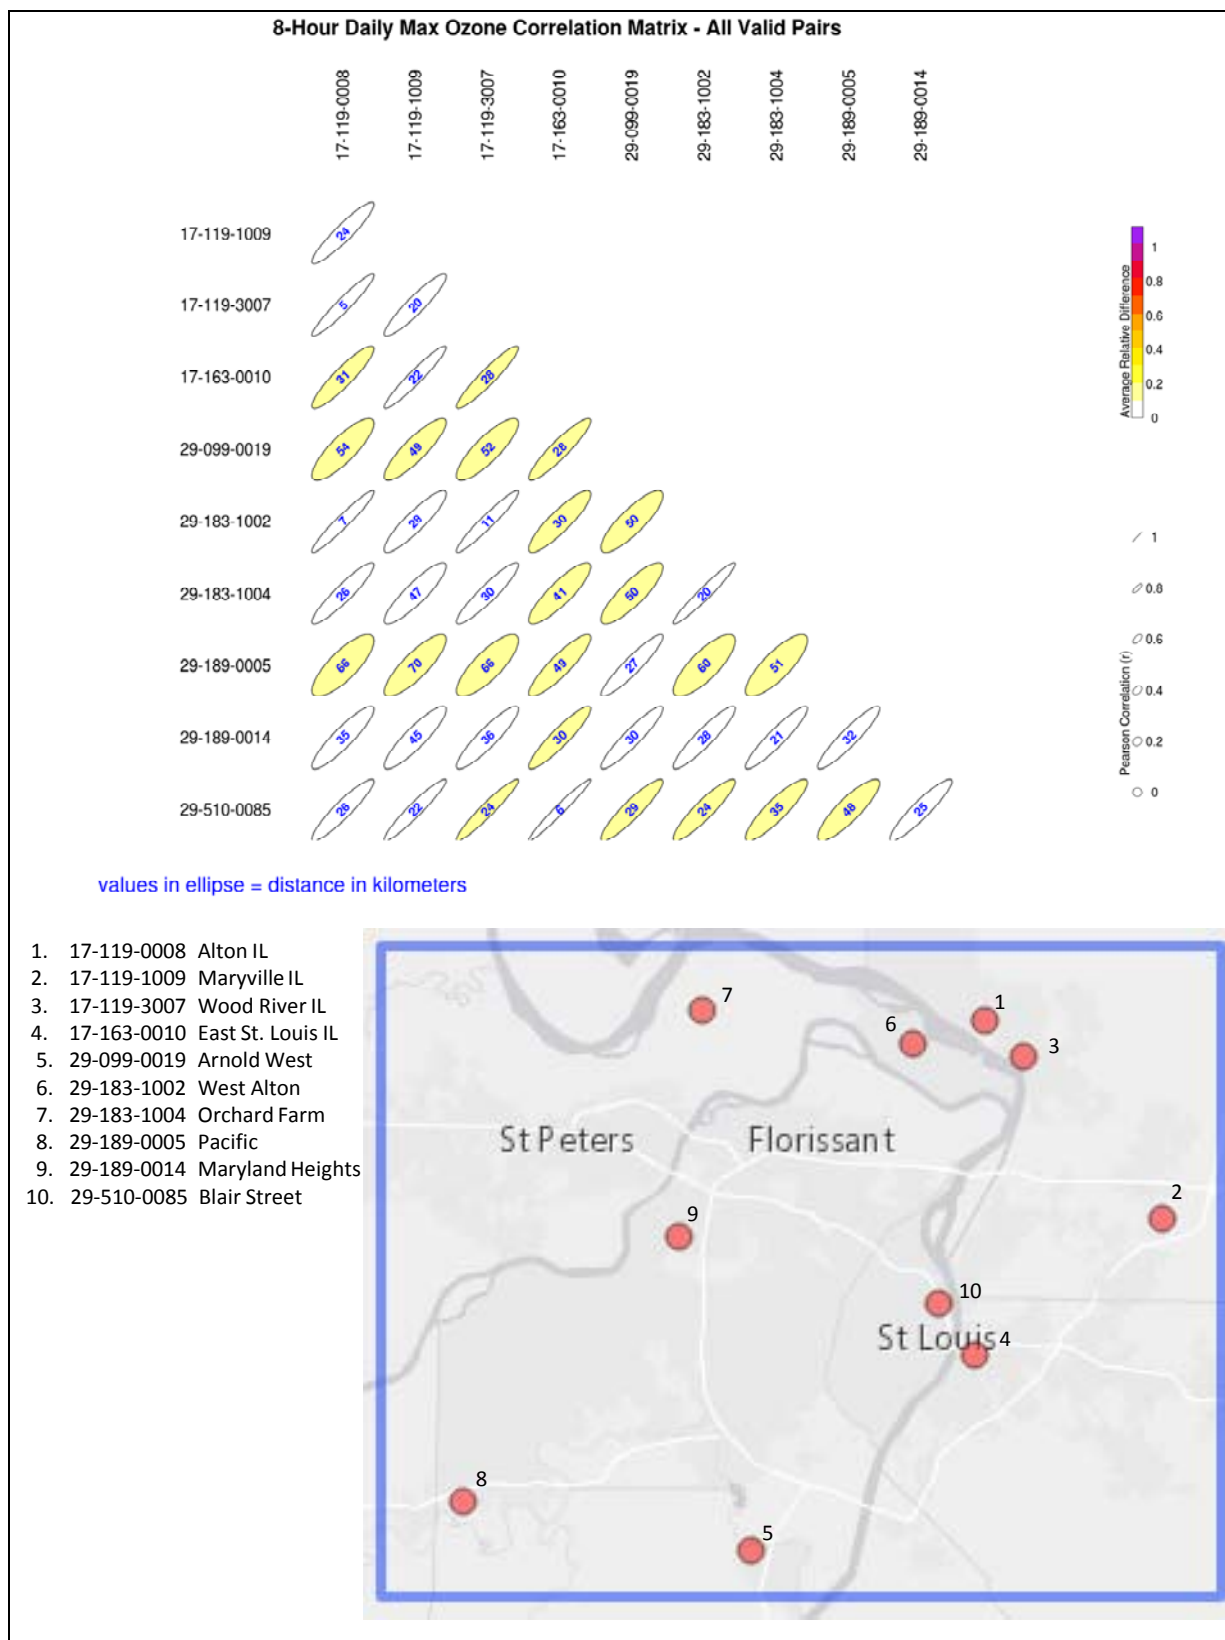 8-Hour Daily Max Ozone Correlation Matrix - All Valid Pairs
17-119-0008 17-119-1009 17-119-3007 17-163-0010 29-099-0019 29-183-1002 29-183-1004 29-189-0005 29-189-0014
17-119-1009 24
17-119-3007 5 20
17-163-0010 31 22 28
29-099-0019 54 49 52 28
29-183-1002 7 28 11 30 50
29-183-1004 26 47 30 41 50 20
29-189-0005 66 70 66 49 27 60 51
29-189-0014 35 45 36 30 30 28 21 32
29-510-0085 26 22 24 6 29 24 35 48 25
Average Relative Difference
1
0.8
0.6
0.4
0.2
0
Pearson Correlation (r)
1
0.8
0.6
0.4
0.2
0
values in ellipse = distance in kilometers
1. 17-119-0008 Alton IL
2. 17-119-1009 Maryville IL
3. 17-119-3007 Wood River IL
4. 17-163-0010 East St. Louis IL
5. 29-099-0019 Arnold West
6. 29-183-1002 West Alton
7. 29-183-1004 Orchard Farm
8. 29-189-0005 Pacific
9. 29-189-0014 Maryland Heights
10. 29-510-0085 Blair Street
7
1
6
3
St Peters
Florissant
2
9
10
St Louis
4
8
5